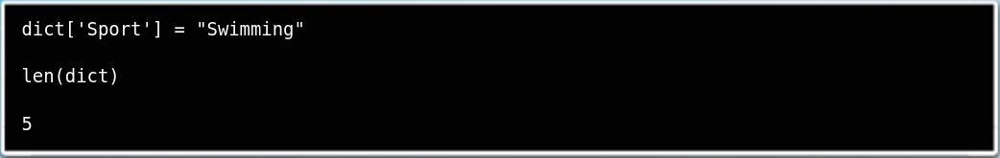 dict['Sport'] = "Swimming"
len(dict)
5